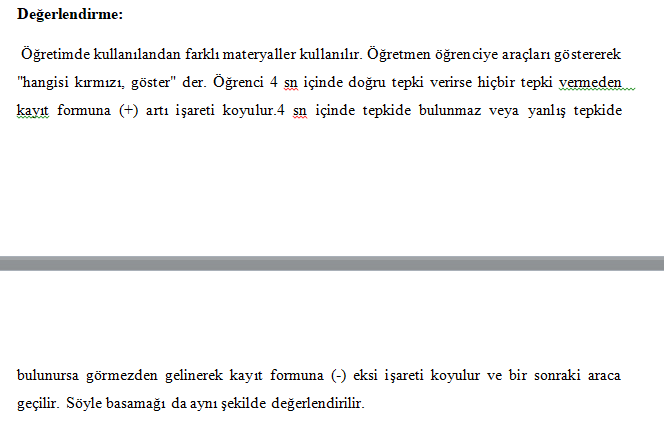 Değerlendirme:
Öğretimde kullanılandan farklı materyaller kullanılır. Öğretmen öğrenciye araçları göstererek
"hangisi kırmızı, göster" der. Öğrenci 4 sn içinde doğru tepki verirse hiçbir tepki vermeden
kayıt formuna (+) artı işareti koyulur.4 sn içinde tepkide bulunmaz veya yanlış tepkide
bulunursa görmezden gelinerek kayıt formuna (-) eksi işareti koyulur ve bir sonraki araca
geçilir. Söyle basamağı da aynı şekilde değerlendirilir.